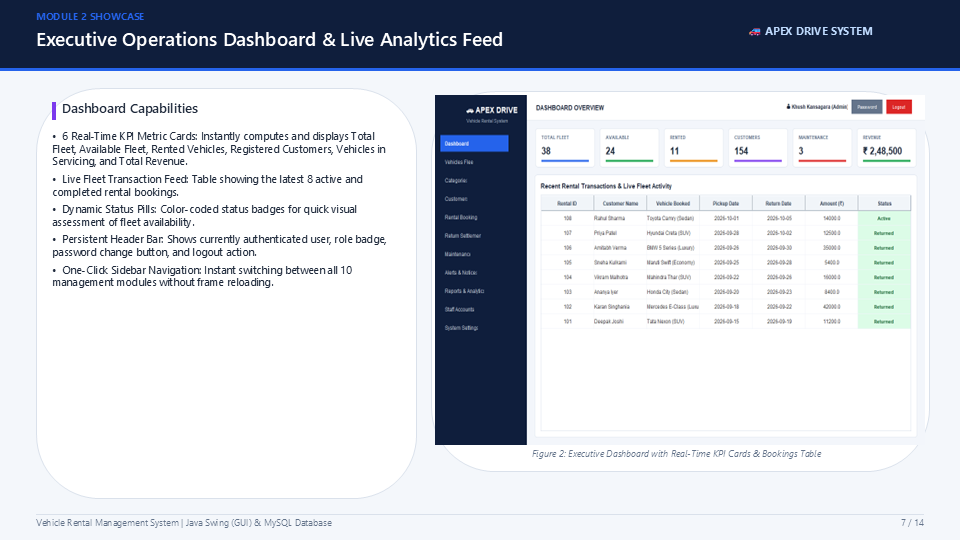 MODULE 2 SHOWCASE
Executive Operations Dashboard & Live Analytics Feed
APEX DRIVE SYSTEM
Dashboard Capabilities
• 6 Real-Time KPI Metric Cards: Instantly computes and displays Total
Fleet, Available Fleet, Rented Vehicles, Registered Customers, Vehicles in
Servicing, and Total Revenue.
• Live Fleet Transaction Feed: Table showing the latest 8 active and
completed rental bookings.
• Dynamic Status Pills: Color-coded status badges for quick visual
assessment of fleet availability.
• Persistent Header Bar: Shows currently authenticated user, role badge,
password change button, and logout action.
• One-Click Sidebar Navigation: Instant switching between all 10
management modules without frame reloading.
APEX DRIVE
Vehicle Rental System
Dashboard
Vehicles Flee
Categories
Customers
Rental Booking
Return Settlemer
Maintenance
Alerts & Notices
Reports & Analytic
Staff Accounts
System Settings
DASHBOARD OVERVIEW
Khush Kansagara (Admin)
Password
Logout
TOTAL FLEET
38
AVAILABLE
24
RENTED
11
CUSTOMERS
154
MAINTENANCE
3
REVENUE
₹ 2,48,500
Recent Rental Transactions & Live Fleet Activity
Rental ID Customer Name Vehicle Booked Pickup Date Return Date Amount (₹) Status
108 Rahul Sharma Toyota Camry (Sedan) 2026-10-01 2026-10-05 14000.0 Active
107 Priya Patel Hyundai Creta (SUV) 2026-09-28 2026-10-02 12500.0 Returned
106 Amitabh Verma BMW 5 Series (Luxury) 2026-09-26 2026-09-30 35000.0 Returned
105 Sneha Kulkarni Maruti Swift (Economy) 2026-09-25 2026-09-28 5400.0 Returned
104 Vikram Malhotra Mahindra Thar (SUV) 2026-09-22 2026-09-26 16000.0 Returned
103 Ananya Iyer Honda City (Sedan) 2026-09-20 2026-09-23 8400.0 Returned
102 Karan Singhania Mercedes E-Class (Luxu 2026-09-18 2026-09-22 42000.0 Returned
101 Deepak Joshi Tata Nexon (SUV) 2026-09-15 2026-09-19 11200.0 Returned
Figure 2: Executive Dashboard with Real-Time KPI Cards & Bookings Table
Vehicle Rental Management System | Java Swing (GUI) & MySQL Database
7 / 14